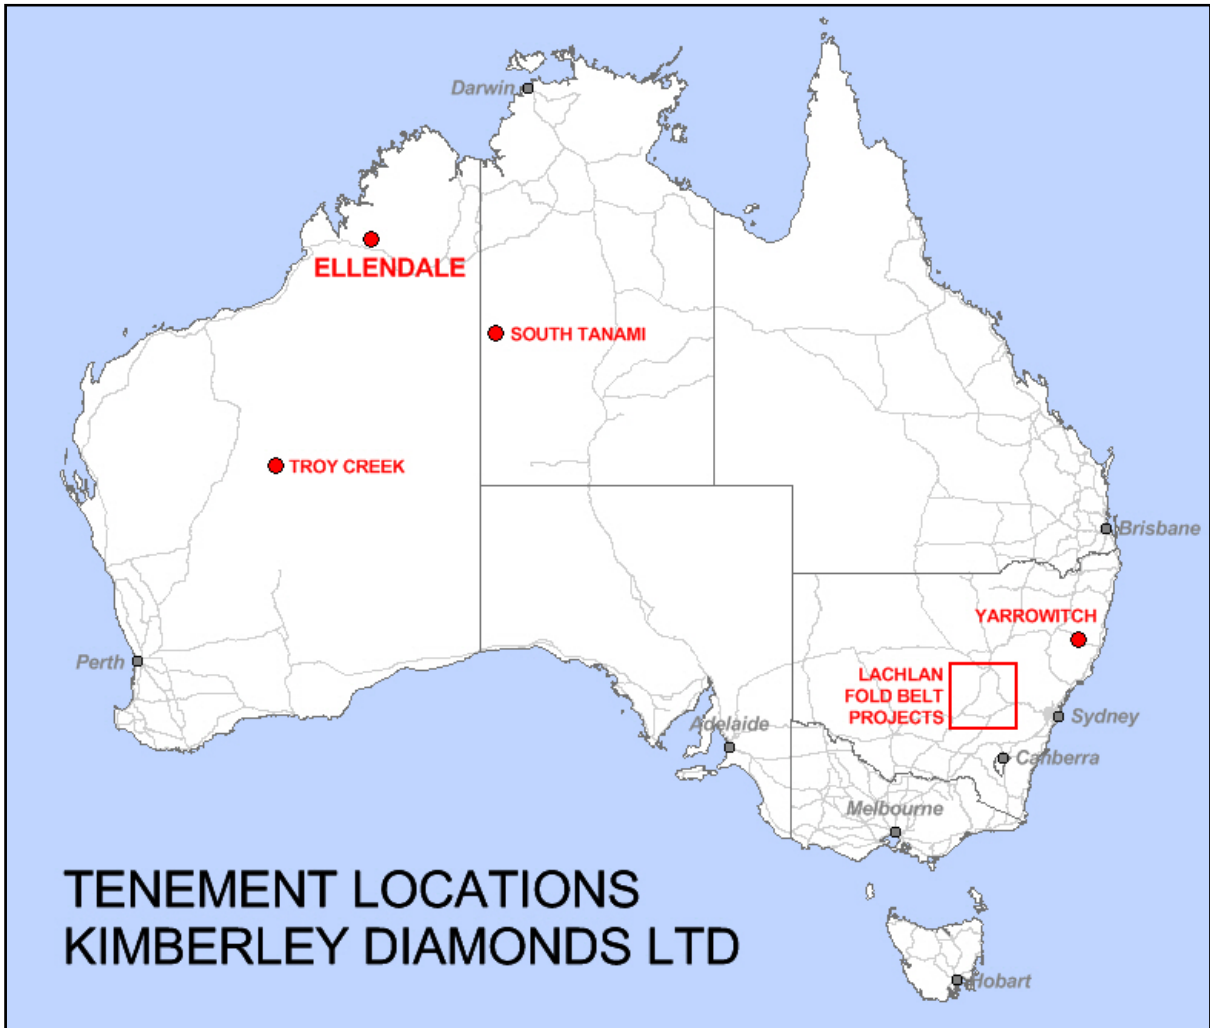 Darwin
ELLENDALE
SOUTH TANAMI
TROY CREEK
Brisbane
YARROWITCH
Perth
LACHLAN
FOLD BELT
PROJECTS
Sydney
Adelaide
Canberra
Melbourne
TENEMENT LOCATIONS
KIMBERLEY DIAMONDS LTD
Hobart